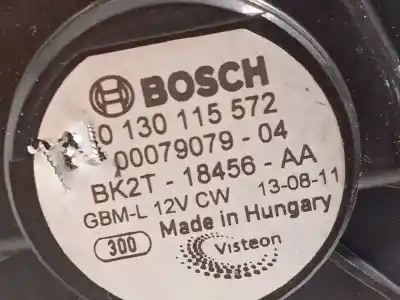 BOSCH
0 130 115 572
00079079-04
BK2T-18456-AA
GBM-L 12V CW 13-08-11
300 Made in Hungary
Visteon